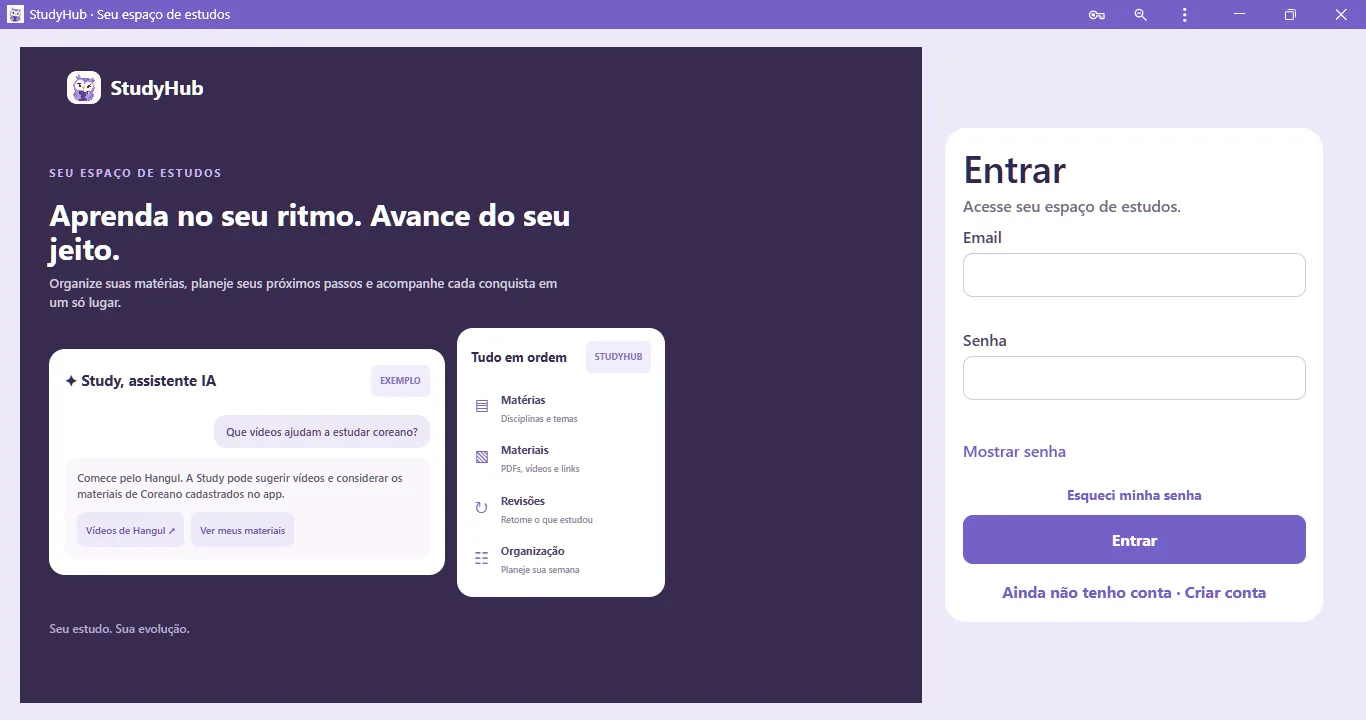 StudyHub · Seu espaço de estudos
StudyHub
SEU ESPAÇO DE ESTUDOS
Aprenda no seu ritmo. Avance do seu
jeito.
Organize suas matérias, planeje seus próximos passos e acompanhe cada conquista em
um só lugar.
✦ Study, assistente IA
EXEMPLO
Que vídeos ajudam a estudar coreano?
Comece pelo Hangul. A Study pode sugerir vídeos e considerar os
materiais de Coreano cadastrados no app.
Vídeos de Hangul ↗
Ver meus materiais
Tudo em ordem
STUDYHUB
Matérias
Disciplinas e temas
Materiais
PDFs, vídeos e links
Revisões
Retome o que estudou
Organização
Planeje sua semana
Seu estudo. Sua evolução.
Entrar
Acesse seu espaço de estudos.
Email
Senha
Mostrar senha
Esqueci minha senha
Entrar
Ainda não tenho conta · Criar conta